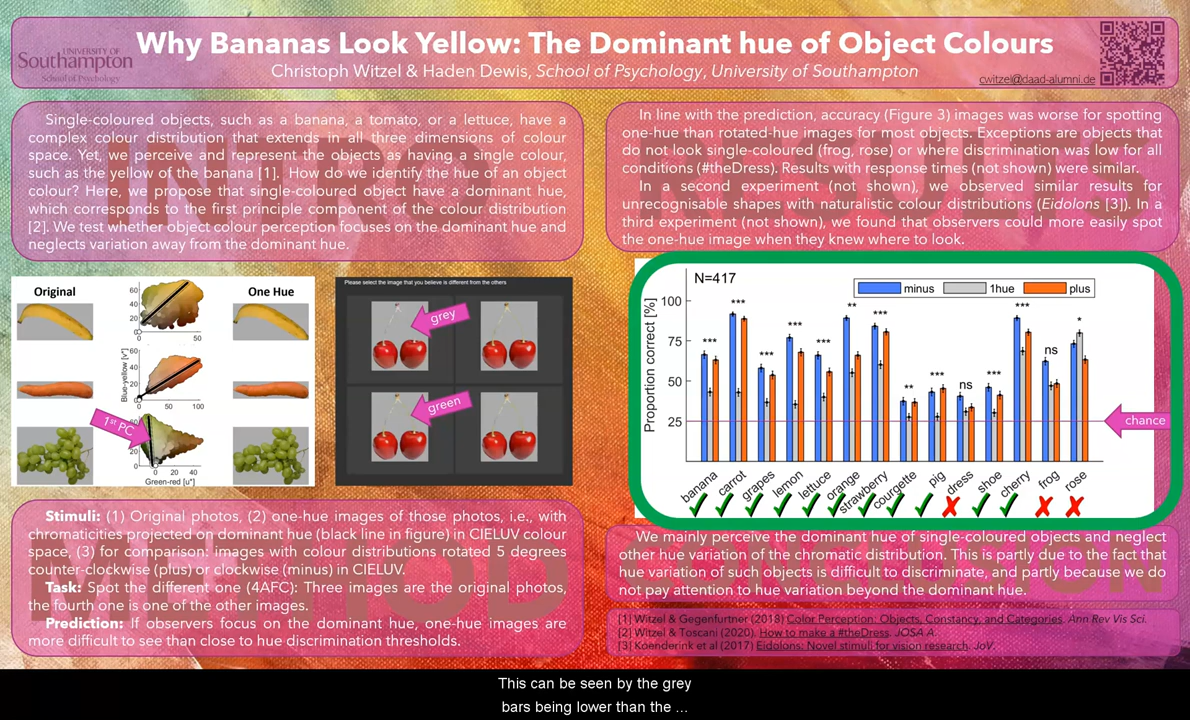 UNIVERSITY OF
Southampton
School of Psychology
Why Bananas Look Yellow: The Dominant hue of Object Colours
Christoph Witzel & Haden Dewis, School of Psychology, University of Southampton
cwitzel@daad-alumni.de
INTRO
Single-coloured objects, such as a banana, a tomato, or a lettuce, have a
complex colour distribution that extends in all three dimensions of colour
space. Yet, we perceive and represent the objects as having a single colour,
such as the yellow of the banana [1]. How do we identify the hue of an object
colour? Here, we propose that single-coloured object have a dominant hue,
which corresponds to the first principle component of the colour distribution
[2]. We test whether object colour perception focuses on the dominant hue and
neglects variation away from the dominant hue.
Original
One Hue
60
40
20
0
0 50
Blue-yellow [v*]
60
40
20
0
0 50 100
1st PC
20
0
0 20 40
Green-red [u*]
Please select the image that you believe is different from the others
grey
green
METHOD
Stimuli: (1) Original photos, (2) one-hue images of those photos, i.e., with
chromaticities projected on dominant hue (black line in figure) in CIELUV colour
space, (3) for comparison: images with colour distributions rotated 5 degrees
counter-clockwise (plus) or clockwise (minus) in CIELUV.
Task: Spot the different one (4AFC): Three images are the original photos,
the fourth one is one of the other images.
Prediction: If observers focus on the dominant hue, one-hue images are
more difficult to see than close to hue discrimination thresholds.
RESULTS
In line with the prediction, accuracy (Figure 3) images was worse for spotting
one-hue than rotated-hue images for most objects. Exceptions are objects that
do not look single-coloured (frog, rose) or where discrimination was low for all
conditions (#theDress). Results with response times (not shown) were similar.
In a second experiment (not shown), we observed similar results for
unrecognisable shapes with naturalistic colour distributions (Eidolons [3]). In a
third experiment (not shown), we found that observers could more easily spot
the one-hue image when they knew where to look.
N=417
minus 1hue plus
Proportion correct [%]
100
75
50
25
*** *** *** *** *** ** *** ** *** ns *** *** ns *
chance
banana carrot grapes lemon lettuce orange strawberry courgette pig dress shoe cherry frog rose
CONCLUSION
We mainly perceive the dominant hue of single-coloured objects and neglect
other hue variation of the chromatic distribution. This is partly due to the fact that
hue variation of such objects is difficult to discriminate, and partly because we do
not pay attention to hue variation beyond the dominant hue.
[1] Witzel & Gegenfurtner (2018) Color Perception: Objects, Constancy, and Categories. Ann Rev Vis Sci.
[2] Witzel & Toscani (2020). How to make a #theDress. JOSA A.
[3] Koenderink et al (2017) Eidolons: Novel stimuli for vision research. JoV.
This can be seen by the grey
bars being lower than the ...